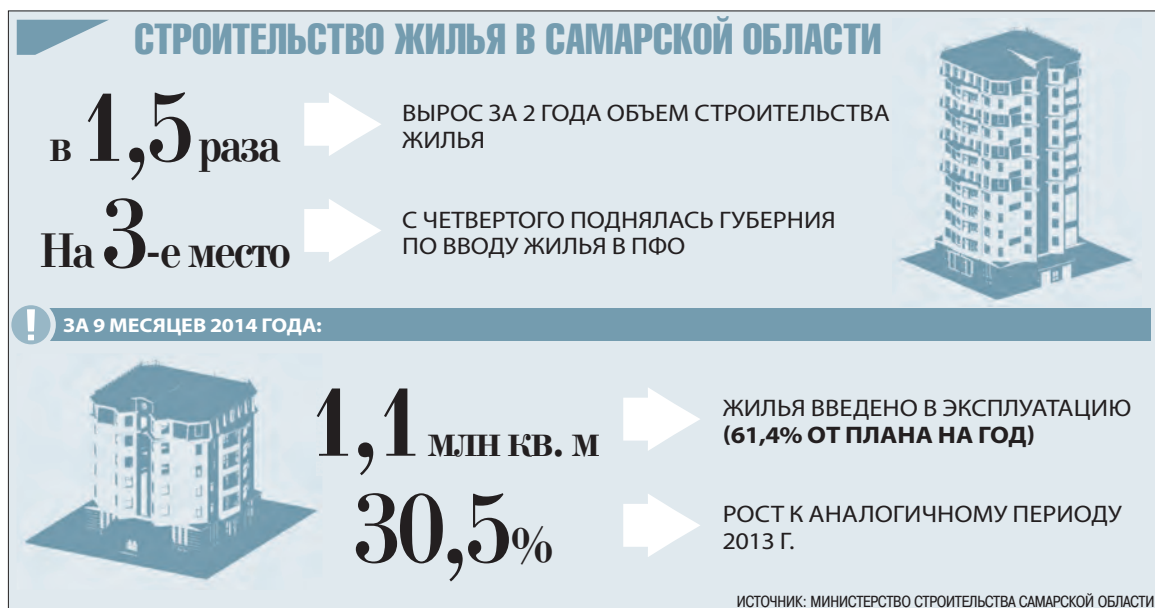 СТРОИТЕЛЬСТВО ЖИЛЬЯ В САМАРСКОЙ ОБЛАСТИ
в 1,5 раза
ВЫРОС ЗА 2 ГОДА ОБЪЕМ СТРОИТЕЛЬСТВА
ЖИЛЬЯ
На 3-е место
С ЧЕТВЕРТОГО ПОДНЯЛАСЬ ГУБЕРНИЯ
ПО ВВОДУ ЖИЛЬЯ В ПФО
! ЗА 9 МЕСЯЦЕВ 2014 ГОДА:
1,1 млн кв. м
ЖИЛЬЯ ВВЕДЕНО В ЭКСПЛУАТАЦИЮ
(61,4% ОТ ПЛАНА НА ГОД)
30,5%
РОСТ К АНАЛОГИЧНОМУ ПЕРИОДУ
2013 Г.
ИСТОЧНИК: МИНИСТЕРСТВО СТРОИТЕЛЬСТВА САМАРСКОЙ ОБЛАСТИ